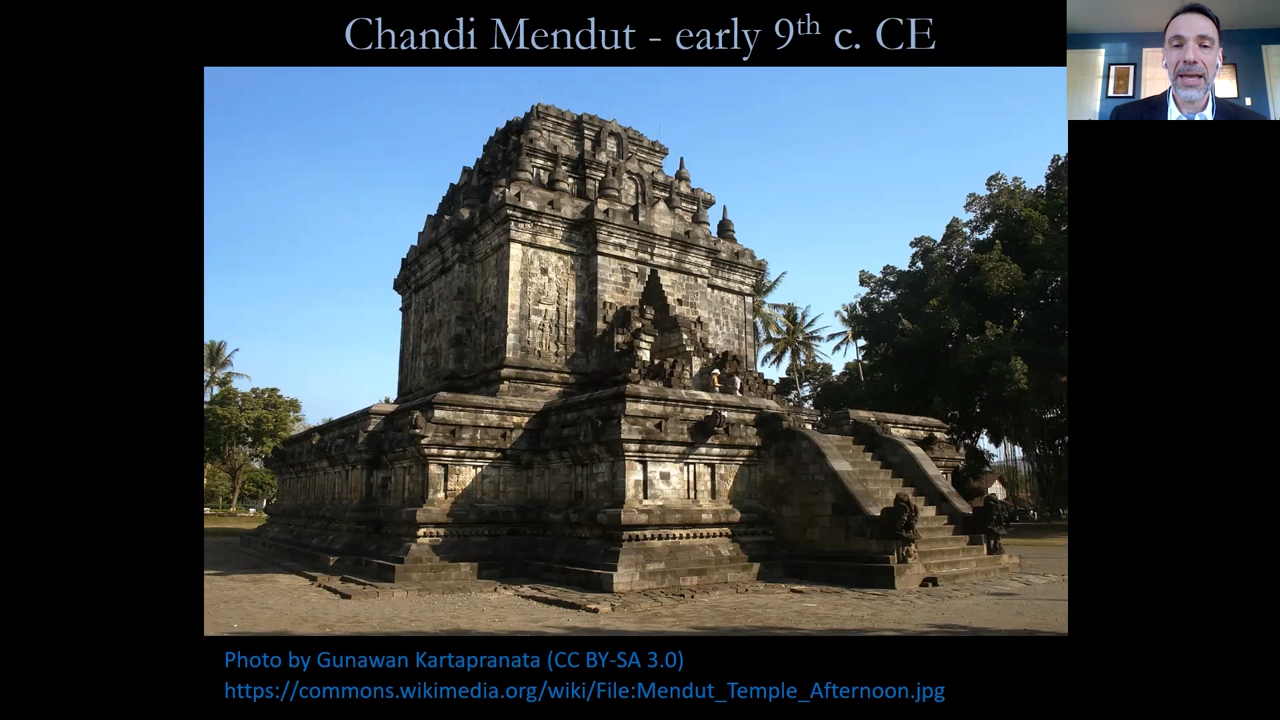 Chandi Mendut - early 9th c. CE
Photo by Gunawan Kartapranata (CC BY-SA 3.0)
https://commons.wikimedia.org/wiki/File:Mendut_Temple_Afternoon.jpg